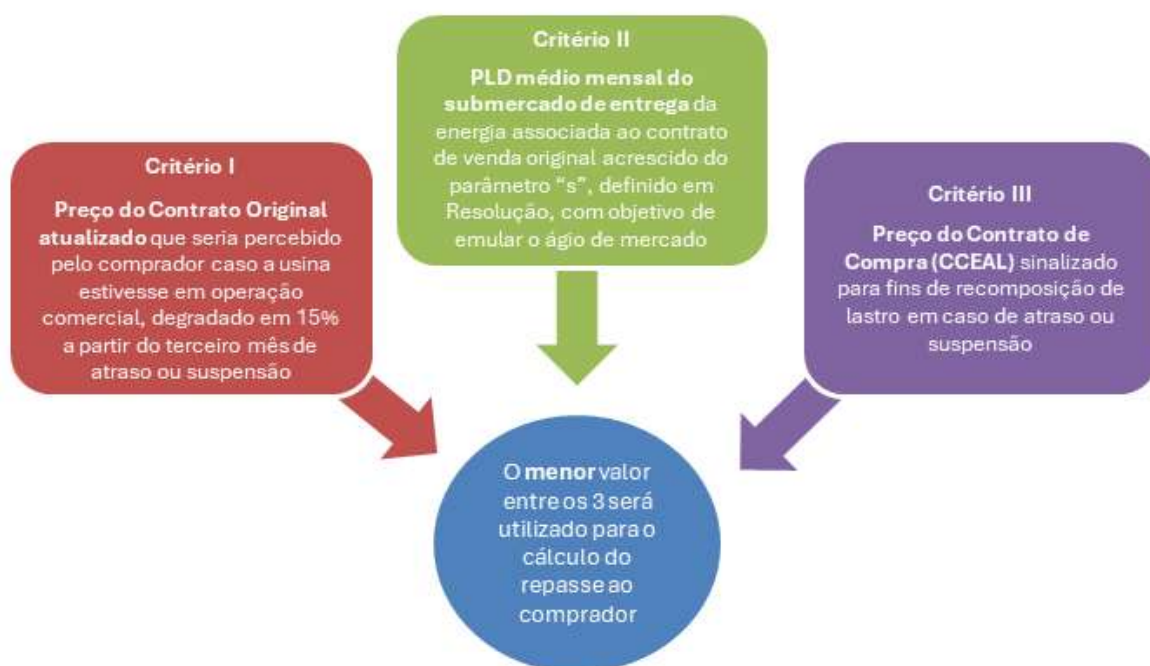 Critério I
Preço do Contrato Original
atualizado que seria percebido
pelo comprador caso a usina
estivesse em operação
comercial, degradado em 15%
a partir do terceiro mês de
atraso ou suspensão
Critério II
PLD médio mensal do
submercado de entrega da
energia associada ao contrato
de venda original acrescido do
parâmetro “s”, definido em
Resolução, com objetivo de
emular o ágio de mercado
Critério III
Preço do Contrato de
Compra (CCEAL) sinalizado
para fins de recomposição de
lastro em caso de atraso ou
suspensão
O menor valor
entre os 3 será
utilizado para o
cálculo do
repasse ao
comprador